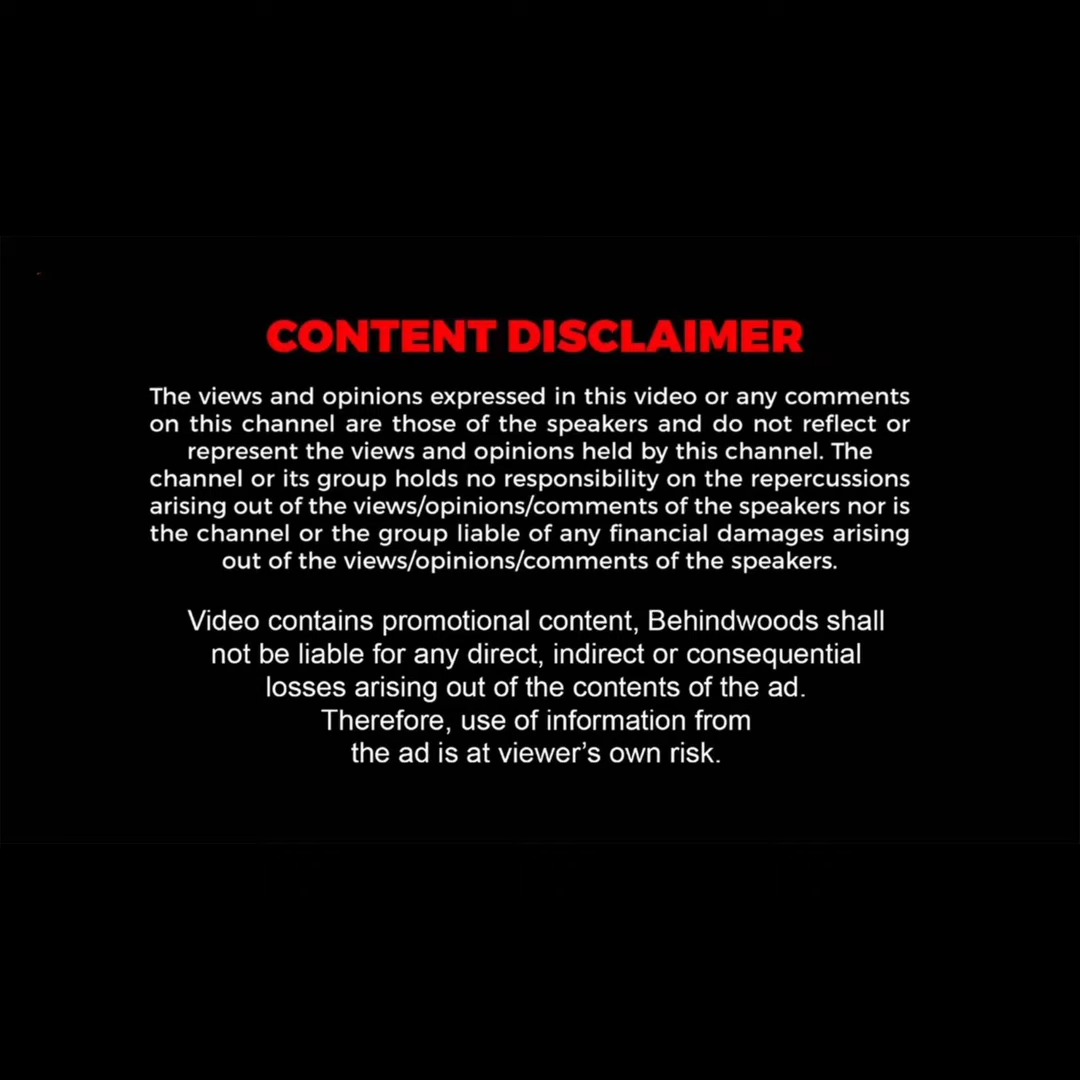 CONTENT DISCLAIMER
The views and opinions expressed in this video or any comments
on this channel are those of the speakers and do not reflect or
represent the views and opinions held by this channel. The
channel or its group holds no responsibility on the repercussions
arising out of the views/opinions/comments of the speakers nor is
the channel or the group liable of any financial damages arising
out of the views/opinions/comments of the speakers.
Video contains promotional content, Behindwoods shall
not be liable for any direct, indirect or consequential
losses arising out of the contents of the ad.
Therefore, use of information from
the ad is at viewer’s own risk.